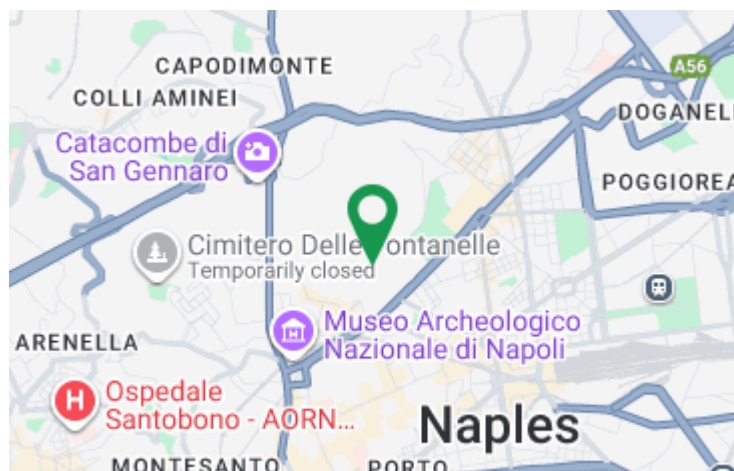 CAPODIMONTE
A56
COLLI AMINEI
DOGANEL
Catacombe di
San Gennaro
POGGIOREA
Cimitero Delle Fontanelle
Temporarily closed
Museo Archeologico
Nazionale di Napoli
ARENELLA
Ospedale
Santobono - AORN...
Naples
MONTESANTO
PORTO